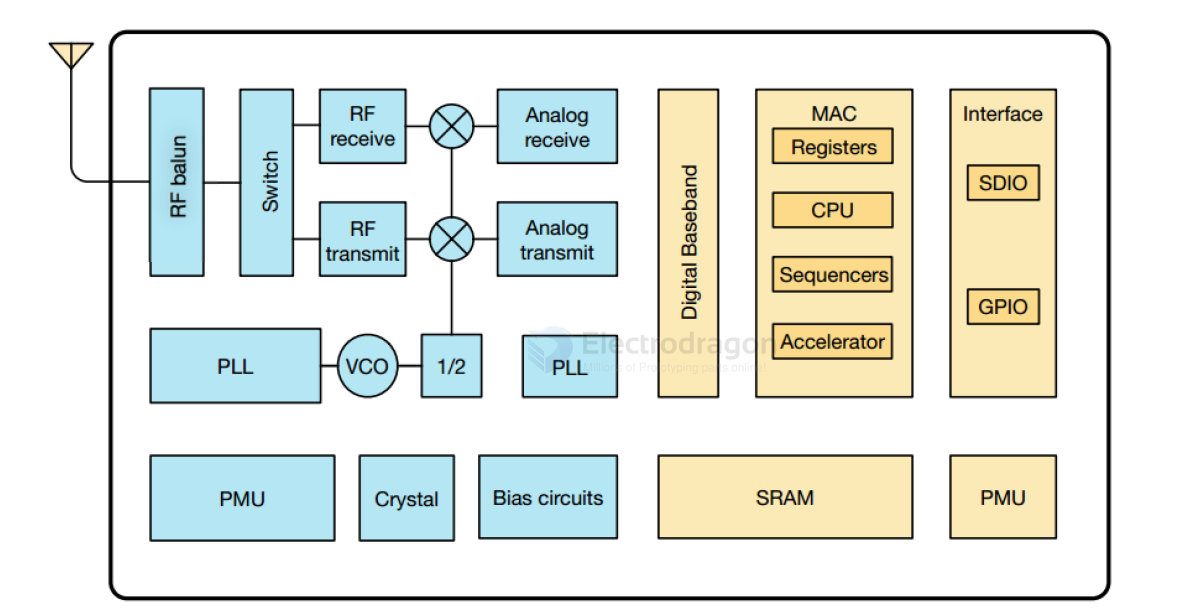 RF balun
Switch
RF
receive
Analog
receive
RF
transmit
Analog
transmit
PLL
VCO
1/2
PLL
PMU
Crystal
Bias circuits
Digital Baseband
MAC
Registers
CPU
Sequencers
Accelerator
Interface
SDIO
GPIO
SRAM
PMU
Electrodragon
Millions of Prototyping parts online!